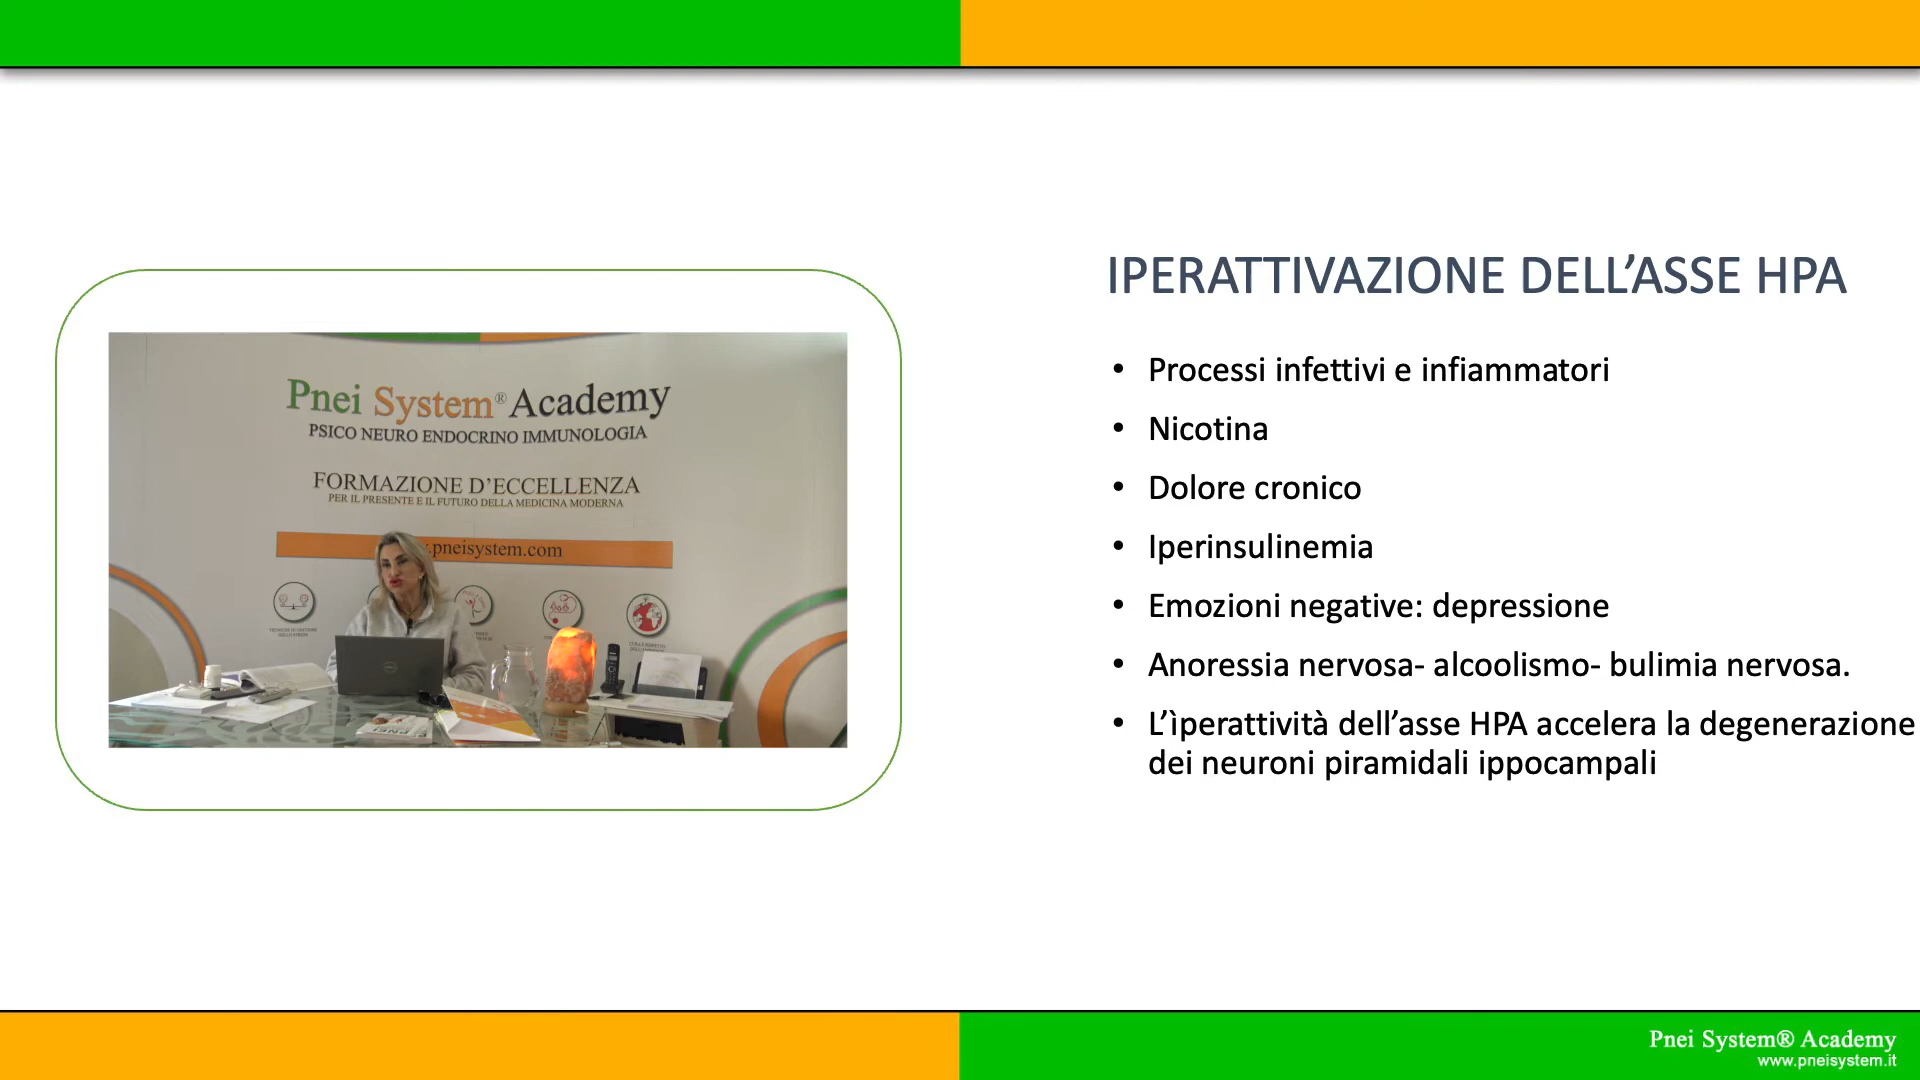 Pnei System® Academy
PSICO NEURO ENDOCRINO IMMUNOLOGIA
FORMAZIONE D'ECCELLENZA
PER IL PRESENTE E IL FUTURO DELLA MEDICINA MODERNA
.pneisystem.com
DELL
PNEI
IPERATTIVAZIONE DELL’ASSE HPA
• Processi infettivi e infiammatori
• Nicotina
• Dolore cronico
• Iperinsulinemia
• Emozioni negative: depressione
• Anoressia nervosa- alcoolismo- bulimia nervosa.
• L’ìperattività dell’asse HPA accelera la degenerazione
dei neuroni piramidali ippocampali
Pnei System® Academy
www.pneisystem.it